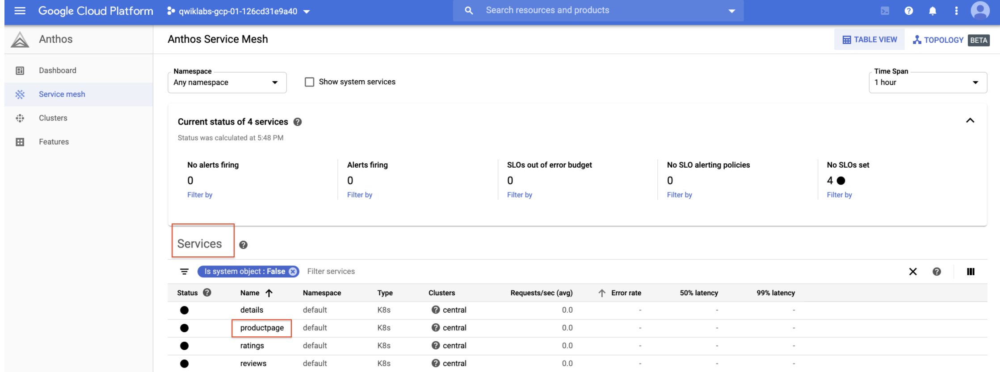 Google Cloud Platform
qwiklabs-gcp-01-126cd31e9a40
Search resources and products
Anthos
Dashboard
Service mesh
Clusters
Features
Anthos Service Mesh
TABLE VIEW
TOPOLOGY BETA
Namespace
Any namespace
Show system services
Time Span
1 hour
Current status of 4 services
Status was calculated at 5:48 PM
No alerts firing
0
Filter by
Alerts firing
0
Filter by
SLOs out of error budget
0
Filter by
No SLO alerting policies
0
Filter by
No SLOs set
4
Filter by
Services
Is system object : False Filter services
Status Name Namespace Type Clusters Requests/sec (avg) Error rate 50% latency 99% latency
details default K8s central 0.0 - - -
productpage default K8s central 0.0 - - -
ratings default K8s central 0.0 - - -
reviews default K8s central 0.0 - - -